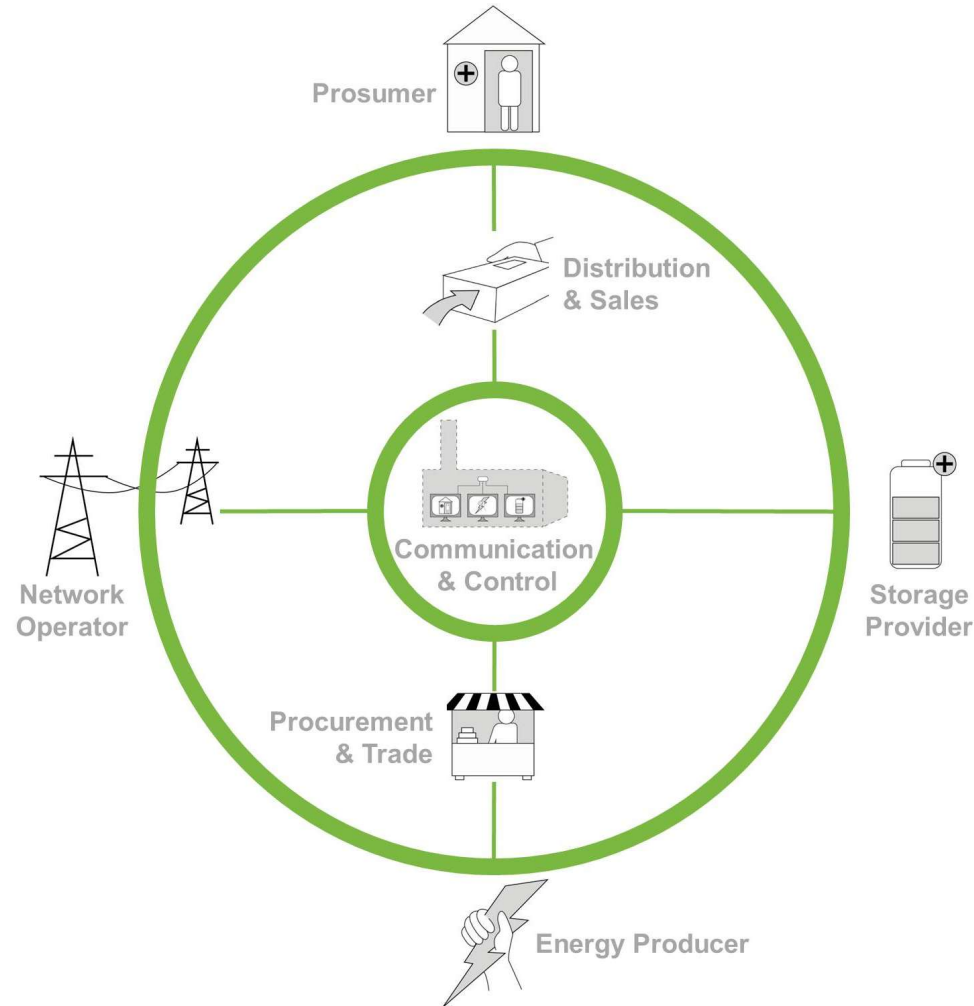 Prosumer
Distribution
& Sales
Communication
& Control
Network
Operator
Storage
Provider
Procurement
& Trade
Energy Producer